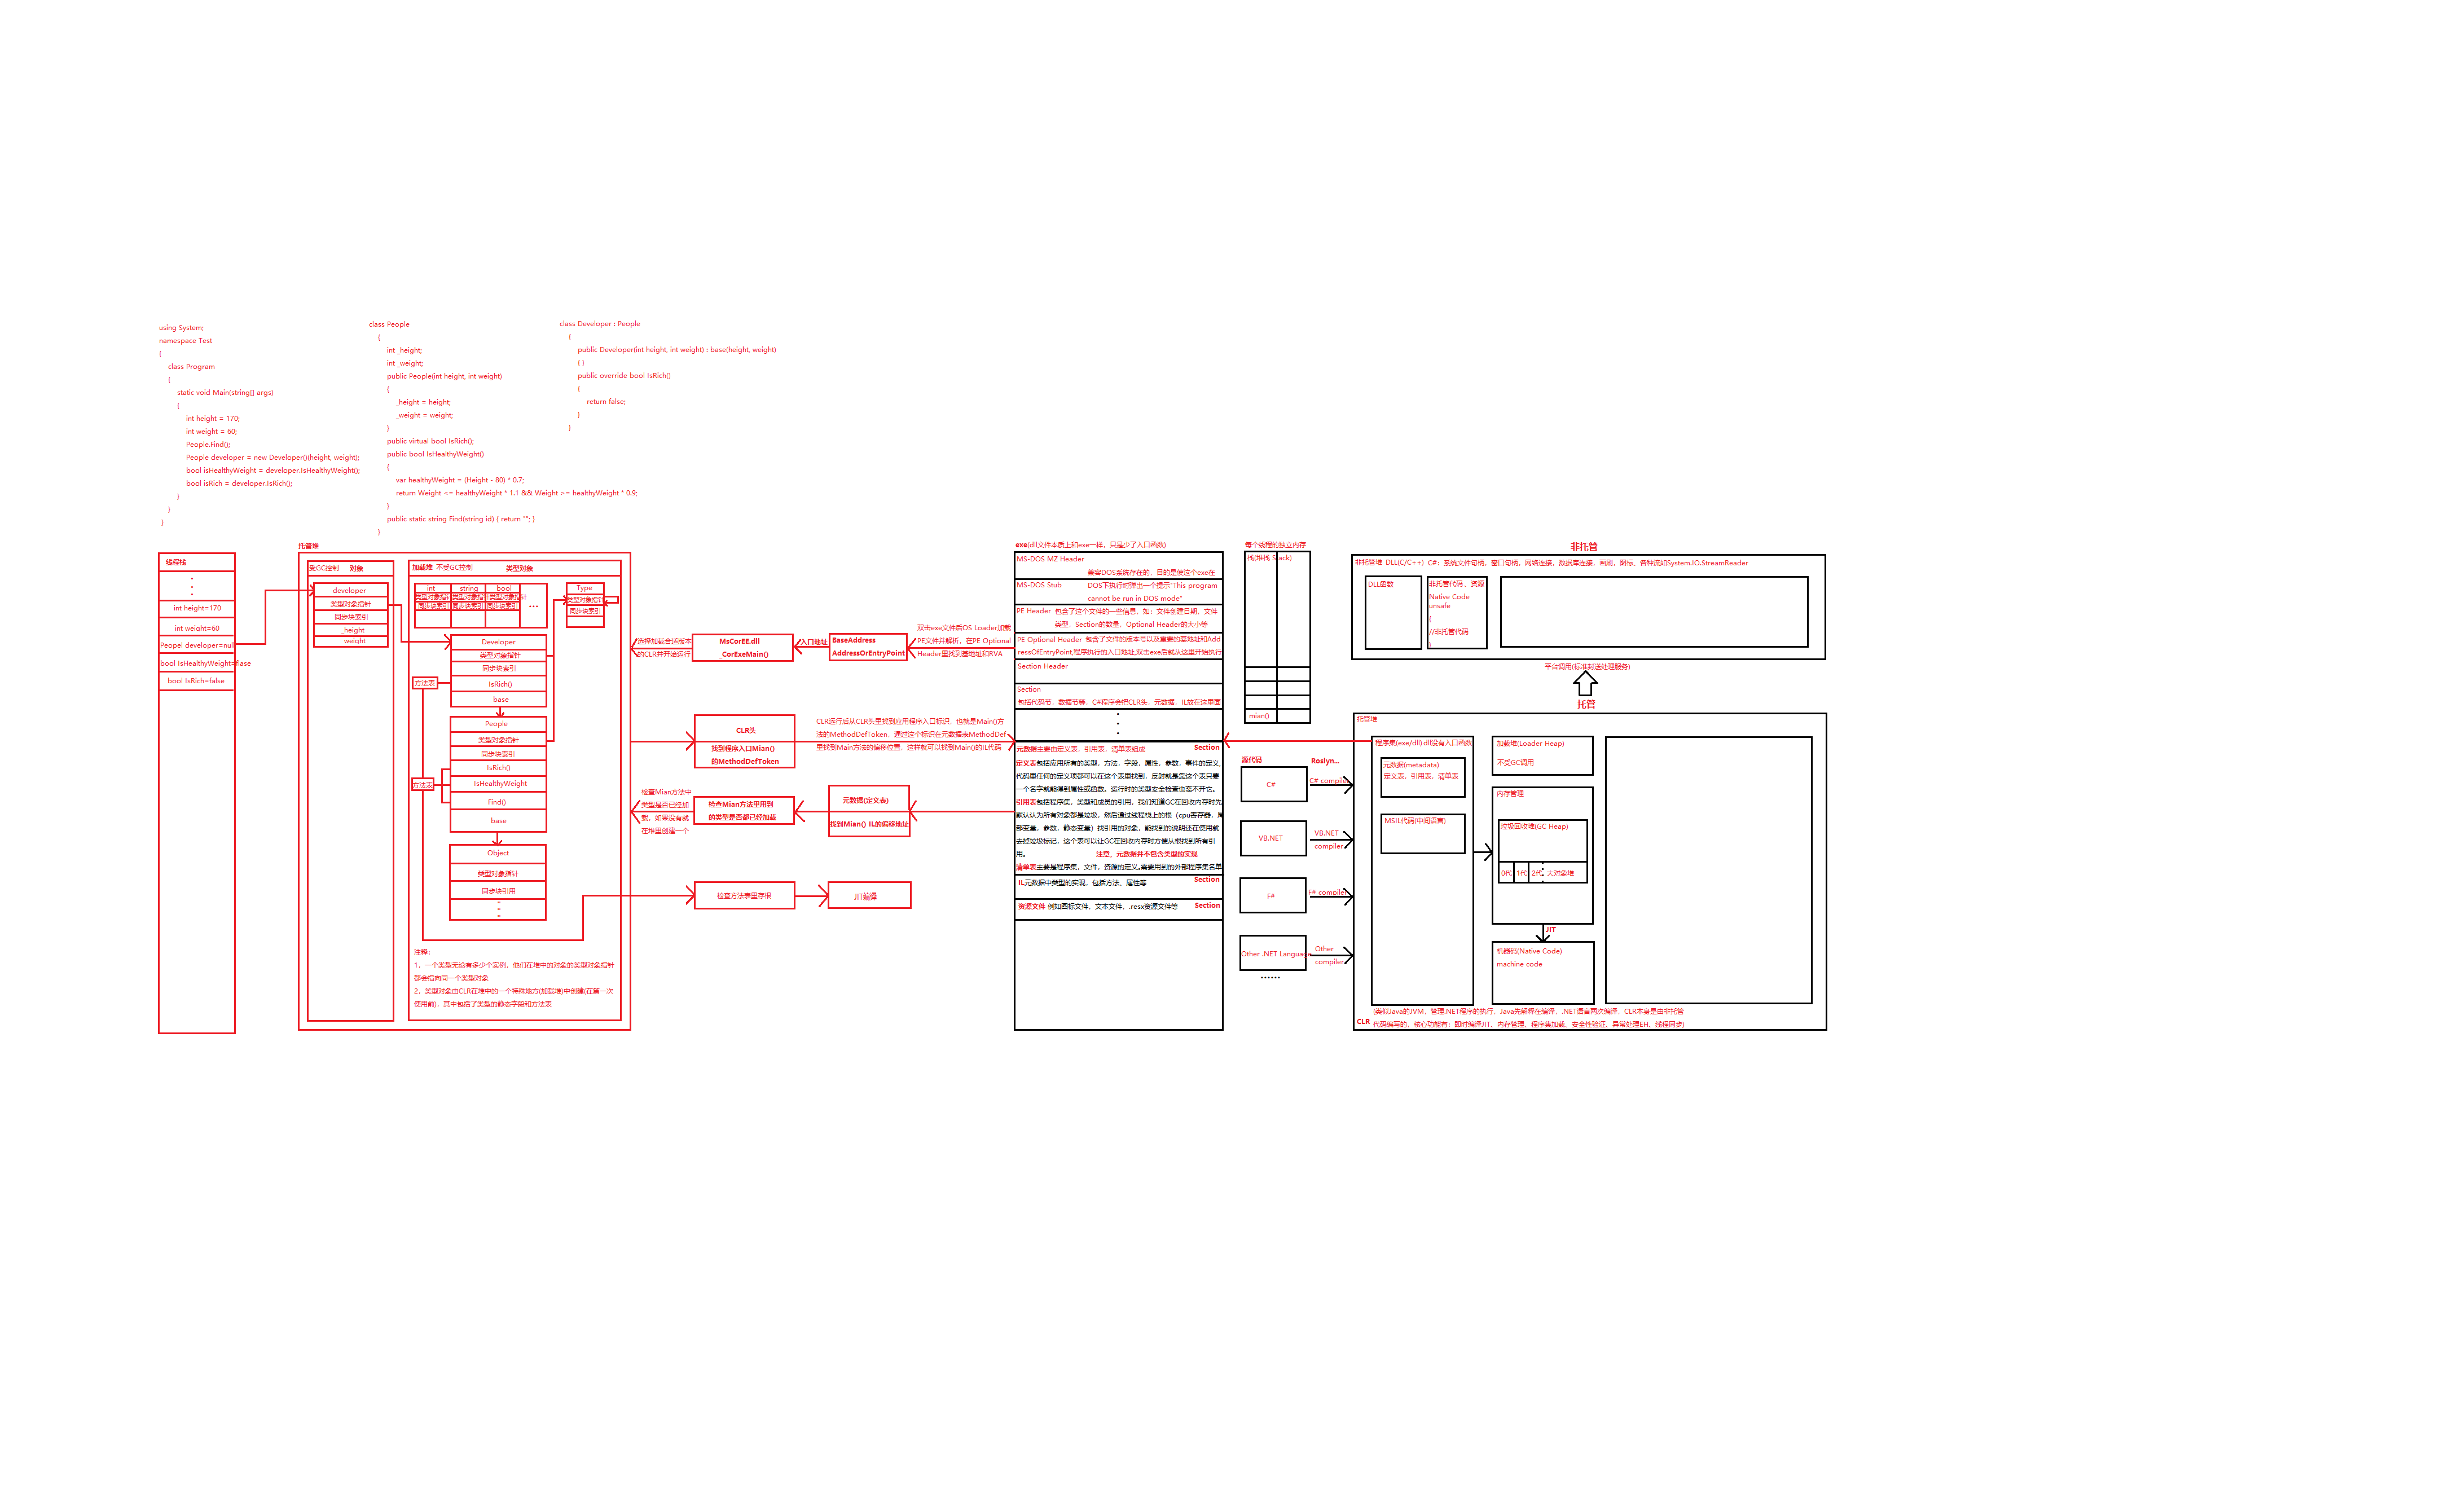 using System;
namespace Test
{
class Program
{
static void Main(string[] args)
{
int height = 170;
int weight = 60;
People.Find();
People developer = new Developer()(height, weight);
bool isHealthyWeight = developer.IsHealthyWeight();
bool isRich = developer.IsRich();
}
}
}
class People
{
int _height;
int _weight;
public People(int height, int weight)
{
_height = height;
_weight = weight;
}
public virtual bool IsRich();
public bool IsHealthyWeight()
{
var healthyWeight = (Height - 80) * 0.7;
return Weight <= healthyWeight * 1.1 && Weight >= healthyWeight * 0.9;
}
public static string Find(string id) { return ""; }
}
class Developer : People
{
public Developer(int height, int weight) : base(height, weight)
{ }
public override bool IsRich()
{
return false;
}
}
线程栈
int height=170
int weight=60
Peopel developer=null
bool IsHealthyWeight=flase
bool IsRich=false
托管堆
受GC控制 对象
developer
类型对象指针
同步块索引
_height
weight
加载堆 不受GC控制 类型对象
int string bool
类型对象指针 类型对象指针 类型对象指针
同步块索引 同步块索引 同步块索引
...
Type
类型对象指针
同步块索引
Developer
类型对象指针
同步块索引
IsRich()
base
方法表
People
类型对象指针
同步块索引
IsRich()
IsHealthyWeight
Find()
base
方法表
Object
类型对象指针
同步块引用
注释：
1、一个类型无论有多少个实例，他们在堆中的对象的类型对象指针
都会指向同一个类型对象
2、类型对象由CLR在堆中的一个特殊地方(加载堆)中创建(在第一次
使用前)，其中包括了类型的静态字段和方法表
选择加载合适版本
的CLR并开始运行
MsCorEE.dll
_CorExeMain()
入口地址
BaseAddress
AddressOrEntryPoint
双击exe文件后OS Loader加载
PE文件并解析，在PE Optional
Header里找到基地址和RVA
CLR头
找到程序入口Mian()
的MethodDefToken
CLR运行后从CLR头里找到应用程序入口标识，也就是Main()方
法的MethodDefToken，通过这个标识在元数据表MethodDef
里找到Main方法的偏移位置，这样就可以找到Main()的IL代码
检查Mian方法中
类型是否已经加
载，如果没有就
在堆里创建一个
检查Mian方法里用到
的类型是否都已经加载
元数据(定义表)
找到Mian() IL的偏移地址
检查方法表里存根
JIT编译
exe(dll文件本质上和exe一样，只是少了入口函数)
MS-DOS MZ Header
兼容DOS系统存在的，目的是使这个exe在
MS-DOS Stub DOS下执行时弹出一个提示"This program
cannot be run in DOS mode"
PE Header 包含了这个文件的一些信息，如：文件创建日期，文件
类型，Section的数量，Optional Header的大小等
PE Optional Header 包含了文件的版本号以及重要的基地址和Add
ressOfEntryPoint,程序执行的入口地址,双击exe后就从这里开始执行
Section Header
Section
包括代码节，数据节等，C#程序会把CLR头，元数据，IL放在这里面
元数据主要由定义表，引用表，清单表组成 Section
定义表包括应用所有的类型，方法，字段，属性，参数，事件的定义，
代码里任何的定义项都可以在这个表里找到，反射就是靠这个表只要
一个名字就能得到属性或函数。运行时的类型安全检查也离不开它。
引用表包括程序集，类型和成员的引用，我们知道GC在回收内存时先
默认认为所有对象都是垃圾，然后通过线程栈上的根（cpu寄存器，局
部变量，参数，静态变量）找引用的对象，能找到的说明还在使用就
去掉垃圾标记，这个表可以让GC在回收内存时方便从根找到所有引
用。 注意，元数据并不包含类型的实现
清单表主要是程序集，文件，资源的定义,需要用到的外部程序集名单
IL元数据中类型的实现，包括方法、属性等 Section
资源文件 例如图标文件，文本文件，.resx资源文件等 Section
每个线程的独立内存
栈(堆栈 Stack)
mian()
源代码 Roslyn...
C#
C# compiler
VB.NET
VB.NET
compiler
F#
F# compiler
Other .NET Language
Other
compiler
......
非托管
非托管堆 DLL(C/C++) C#：系统文件句柄，窗口句柄，网络连接，数据库连接，画刷，图标，各种流如System.IO.StreamReader
DLL函数
非托管代码、资源
Native Code
unsafe
{
//非托管代码
}
平台调用(标准封送处理服务)
托管
托管堆
程序集(exe/dll) dll没有入口函数
元数据(metadata)
定义表，引用表，清单表
MSIL代码(中间语言)
加载堆(Loader Heap)
不受GC调用
内存管理
垃圾回收堆(GC Heap)
0代 1代 2代 大对象堆
JIT
机器码(Native Code)
machine code
CLR
(类似Java的JVM，管理.NET程序的执行，Java先解释在编译，.NET语言两次编译，CLR本身是由非托管
代码编写的，核心功能有：即时编译JIT，内存管理，程序集加载，安全性验证，异常处理EH，线程同步)